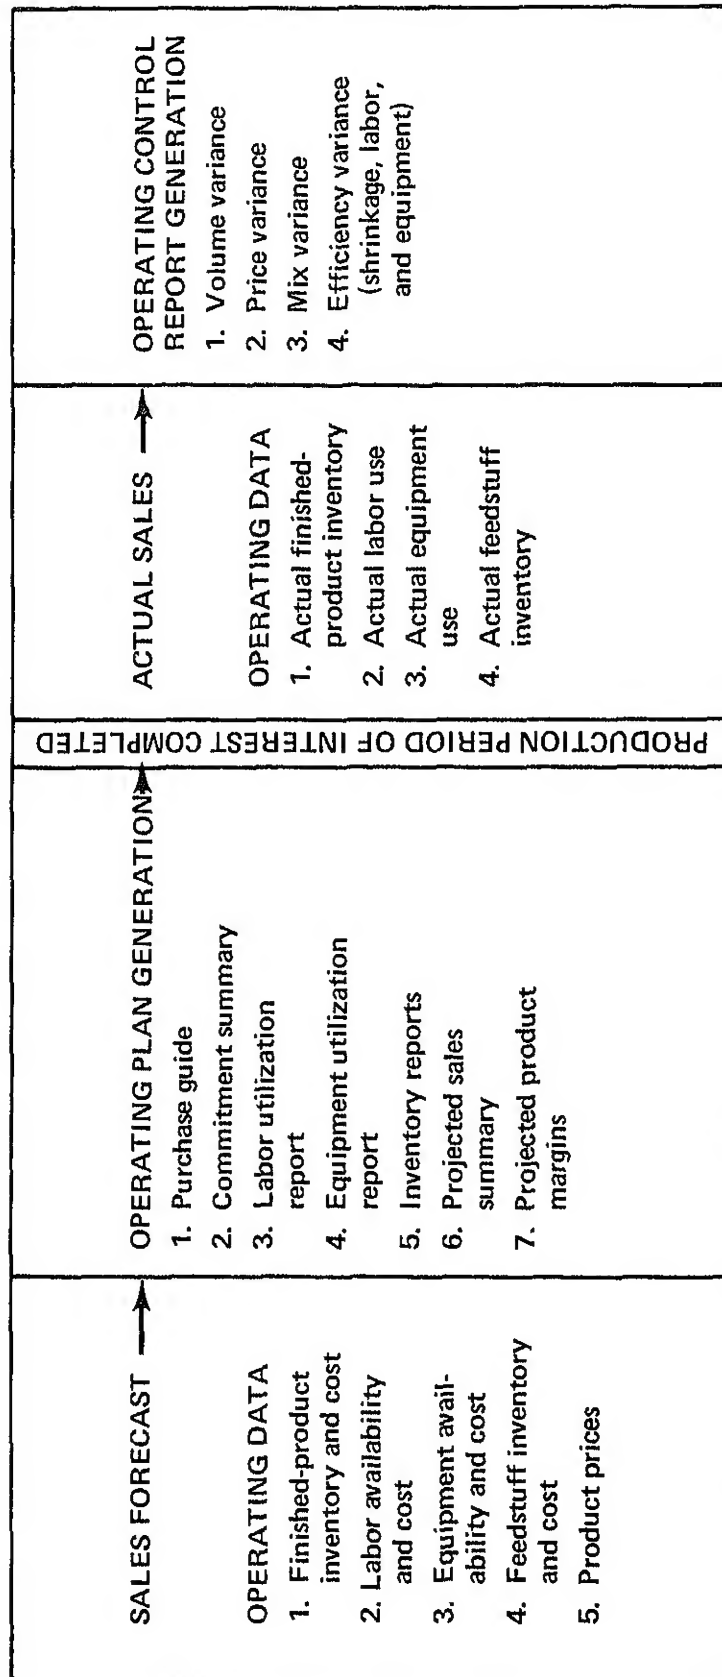 SALES FORECAST
OPERATING DATA
1. Finished-product
inventory and cost
2. Labor availability
and cost
3. Equipment avail-
ability and cost
4. Feedstuff inventory
and cost
5. Product prices
OPERATING PLAN GENERATION
1. Purchase guide
2. Commitment summary
3. Labor utilization
report
4. Equipment utilization
report
5. Inventory reports
6. Projected sales
summary
7. Projected product
margins
PRODUCTION PERIOD OF INTEREST COMPLETED
ACTUAL SALES
OPERATING DATA
1. Actual finished-
product inventory
2. Actual labor use
3. Actual equipment
use
4. Actual feedstuff
inventory
OPERATING CONTROL
REPORT GENERATION
1. Volume variance
2. Price variance
3. Mix variance
4. Efficiency variance
(shrinkage, labor,
and equipment)